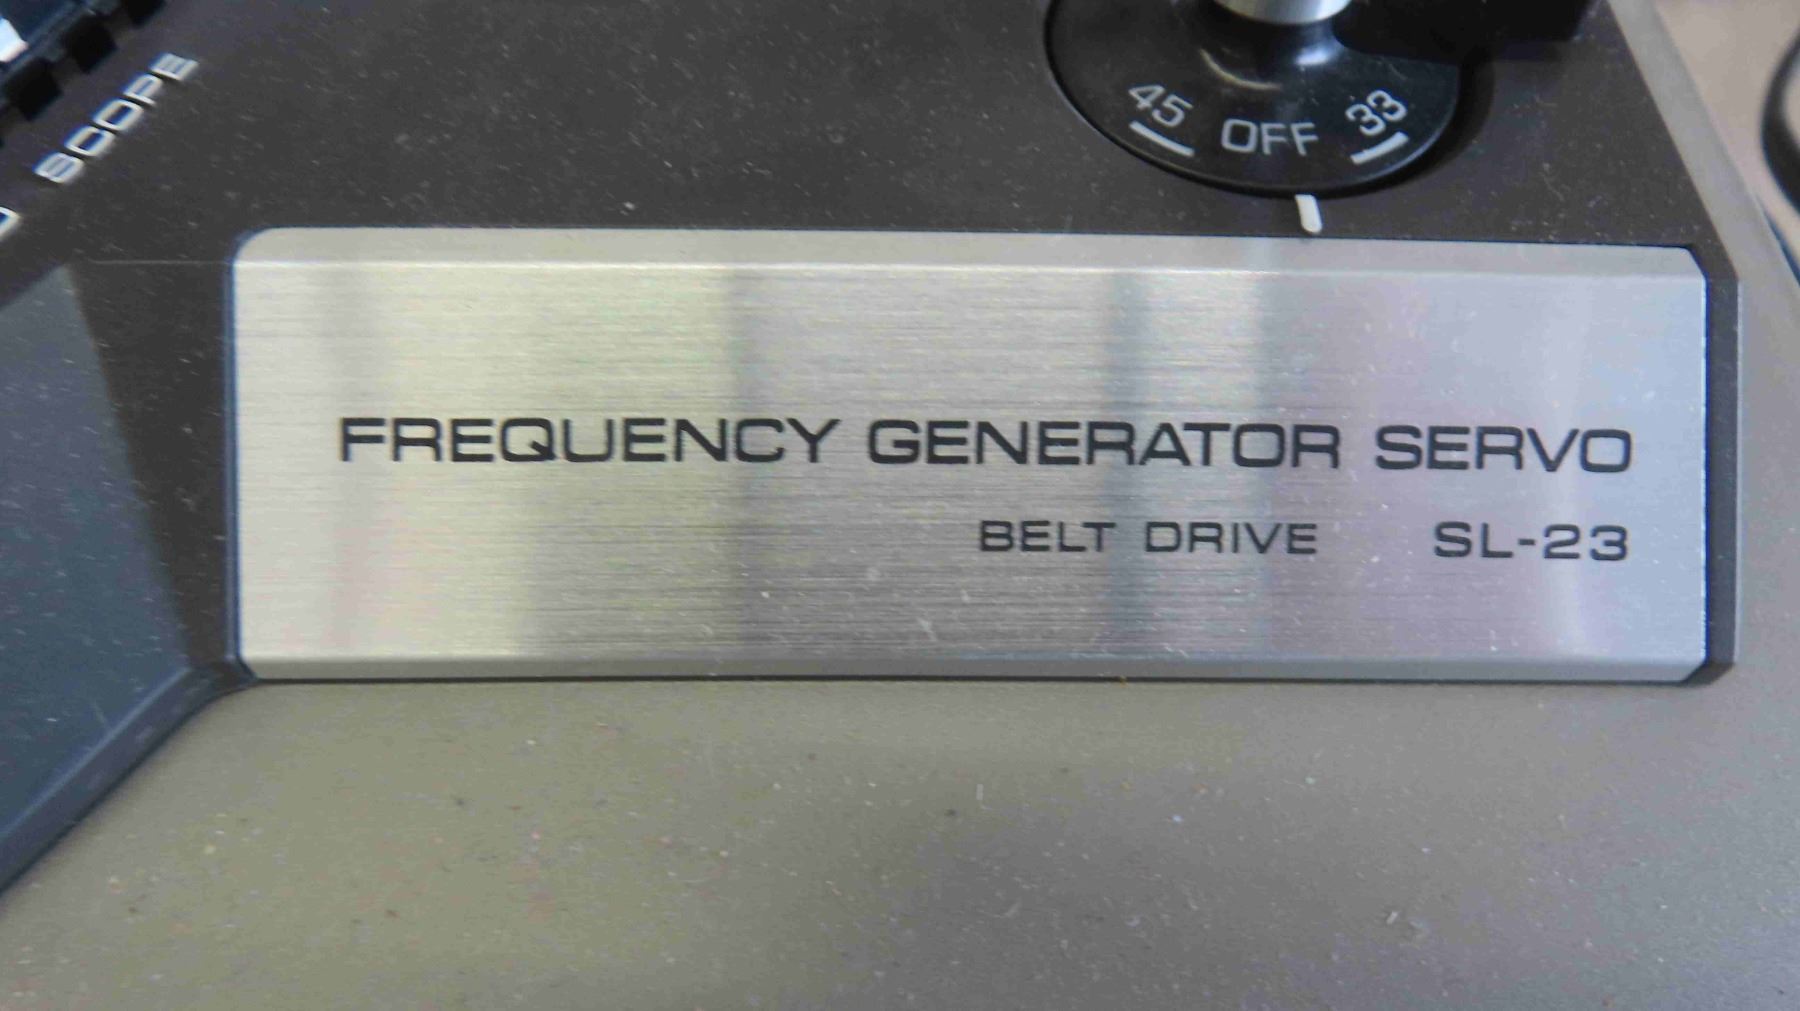 SCOPE
45 OFF 33
FREQUENCY GENERATOR SERVO
BELT DRIVE SL-23